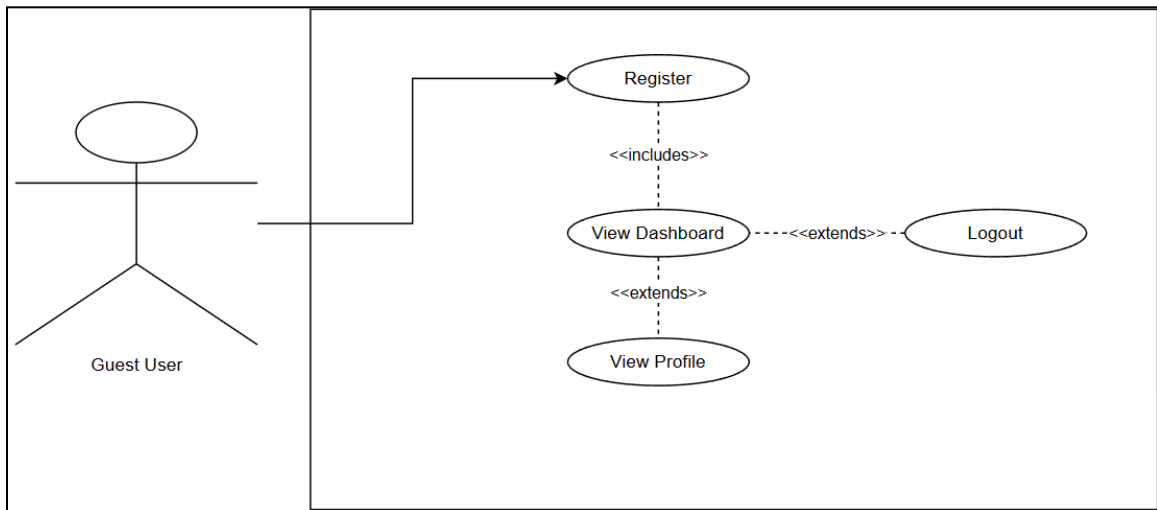 Register
<<includes>>
View Dashboard
<<extends>>
Logout
<<extends>>
View Profile
Guest User